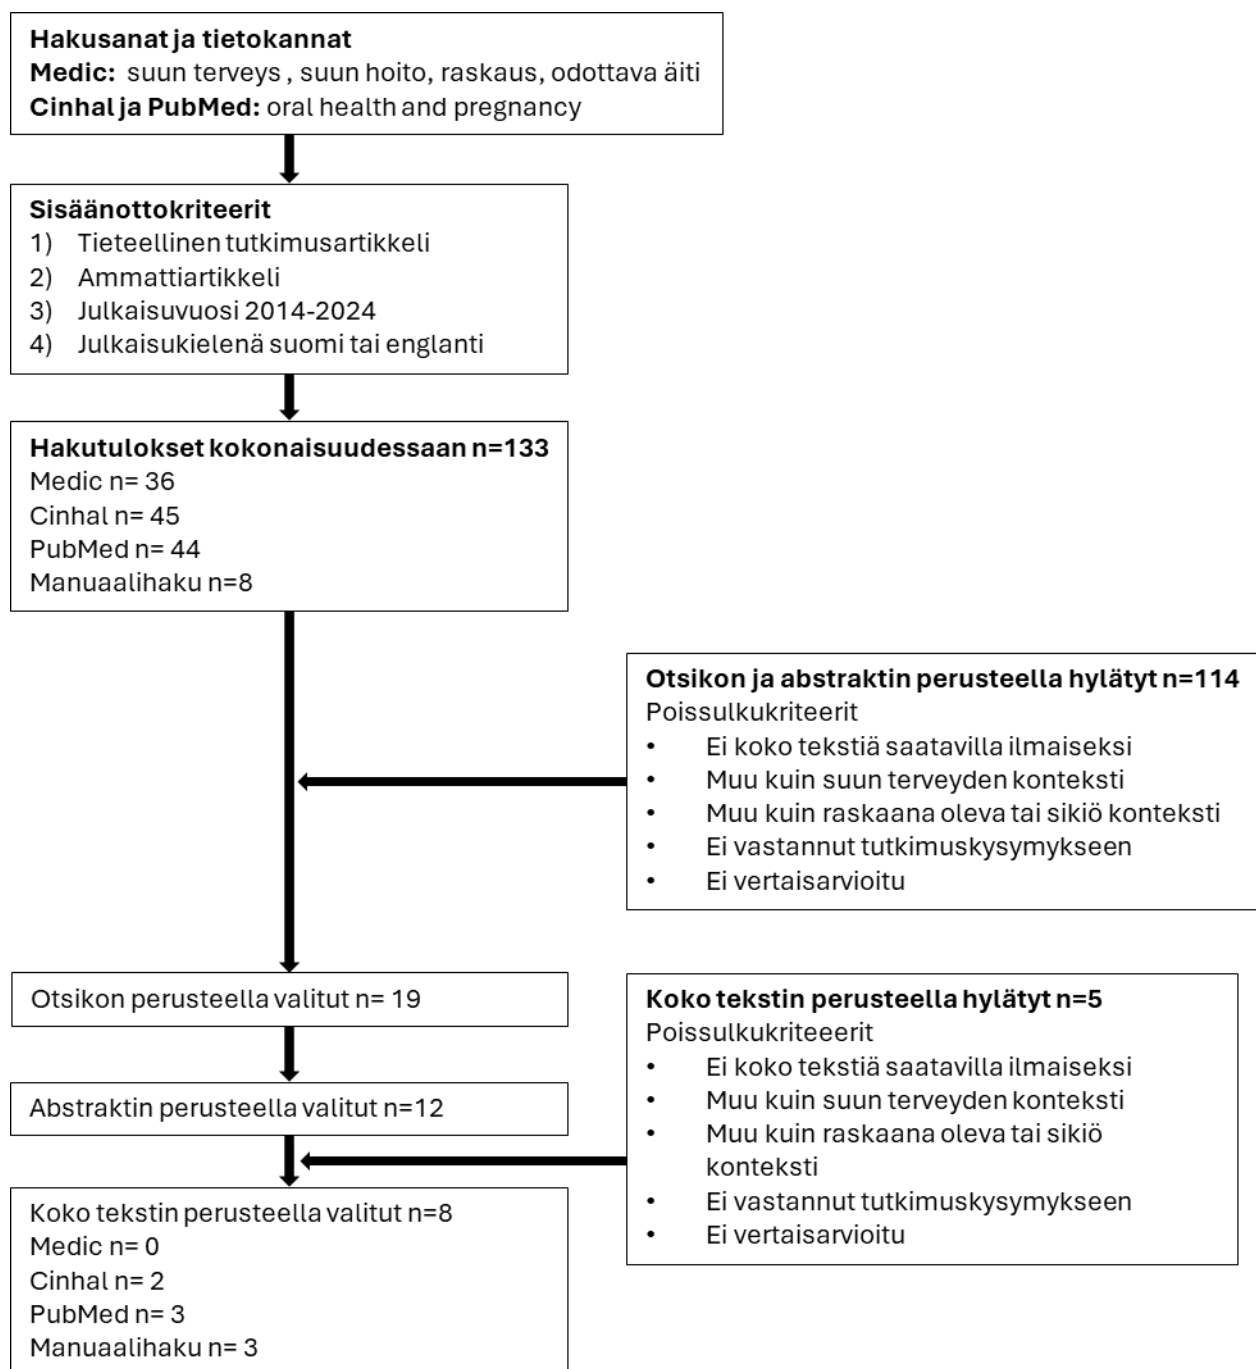 Hakusanat ja tietokannat
Medic: suun terveys , suun hoito, raskaus, odottava äiti
Cinhal ja PubMed: oral health and pregnancy
Sisäänottokriteerit
1) Tieteellinen tutkimusartikkeli
2) Ammattiartikkeli
3) Julkaisuvuosi 2014-2024
4) Julkaisukielenä suomi tai englanti
Hakutulokset kokonaisuudessaan n=133
Medic n= 36
Cinhal n= 45
PubMed n= 44
Manuaalihaku n=8
Otsikon ja abstraktin perusteella hylätyt n=114
Poissulkukriteerit
• Ei koko tekstiä saatavilla ilmaiseksi
• Muu kuin suun terveyden konteksti
• Muu kuin raskaana oleva tai sikiö konteksti
• Ei vastannut tutkimuskysymykseen
• Ei vertaisarvioitu
Otsikon perusteella valitut n= 19
Abstraktin perusteella valitut n=12
Koko tekstin perusteella hylätyt n=5
Poissulkukriteeerit
• Ei koko tekstiä saatavilla ilmaiseksi
• Muu kuin suun terveyden konteksti
• Muu kuin raskaana oleva tai sikiö
konteksti
• Ei vastannut tutkimuskysymykseen
• Ei vertaisarvioitu
Koko tekstin perusteella valitut n=8
Medic n= 0
Cinhal n= 2
PubMed n= 3
Manuaalihaku n= 3